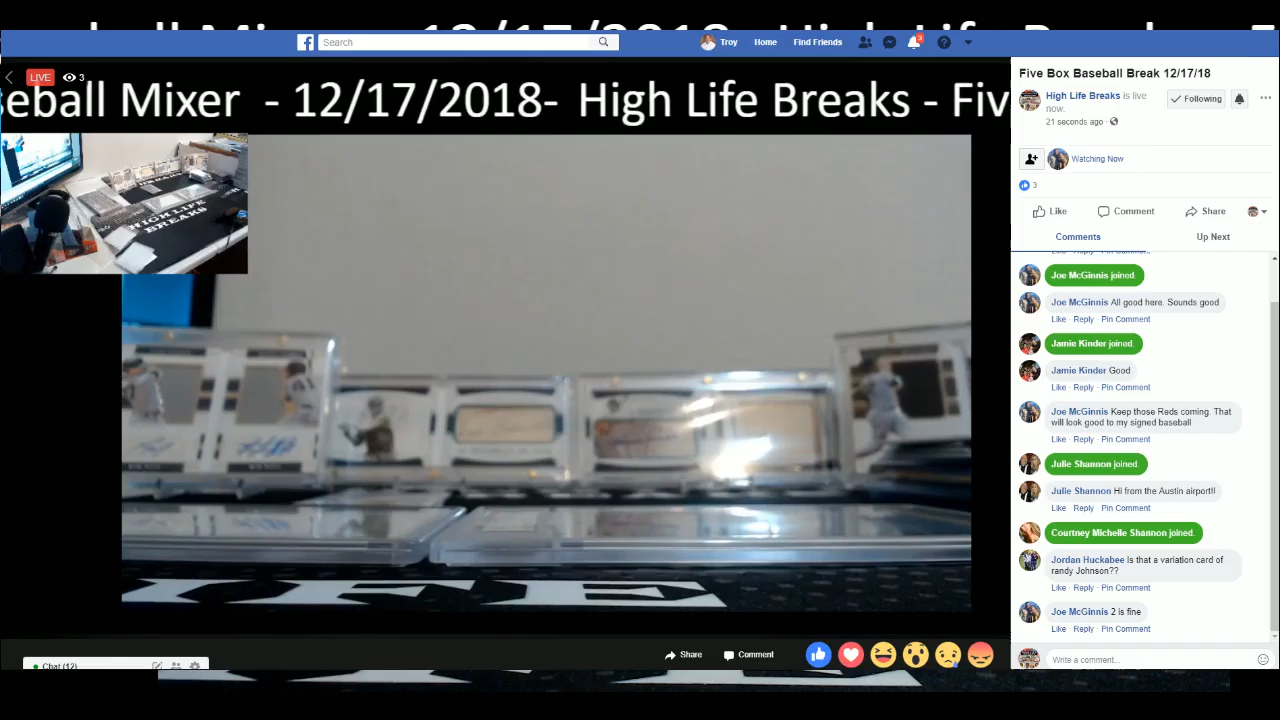 Search
Troy
Home
Find Friends
3
LIVE
3
eball Mixer - 12/17/2018- High Life Breaks - Fiv
HIGH LIFE
BREAKS
Five Box Baseball Break 12/17/18
High Life Breaks is live
now.
21 seconds ago
Following
Watching Now
3
Like
Comment
Share
Comments
Up Next
Joe McGinnis joined.
Joe McGinnis All good here. Sounds good
Like · Reply · Pin Comment
Jamie Kinder joined.
Jamie Kinder Good
Like · Reply · Pin Comment
Joe McGinnis Keep those Reds coming. That
will look good to my signed baseball
Like · Reply · Pin Comment
Julie Shannon joined.
Julie Shannon Hi from the Austin airport!!
Like · Reply · Pin Comment
Courtney Michelle Shannon joined.
Jordan Huckabee Is that a variation card of
randy Johnson??
Like · Reply · Pin Comment
Joe McGinnis 2 is fine
Like · Reply · Pin Comment
Write a comment...
Share
Comment
Chat (12)